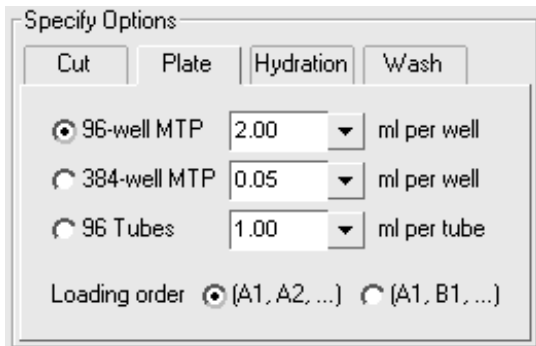 Specify Options
Cut Plate Hydration Wash
96-well MTP 2.00 ml per well
384-well MTP 0.05 ml per well
96 Tubes 1.00 ml per tube
Loading order (A1, A2, ...) (A1, B1, ...)